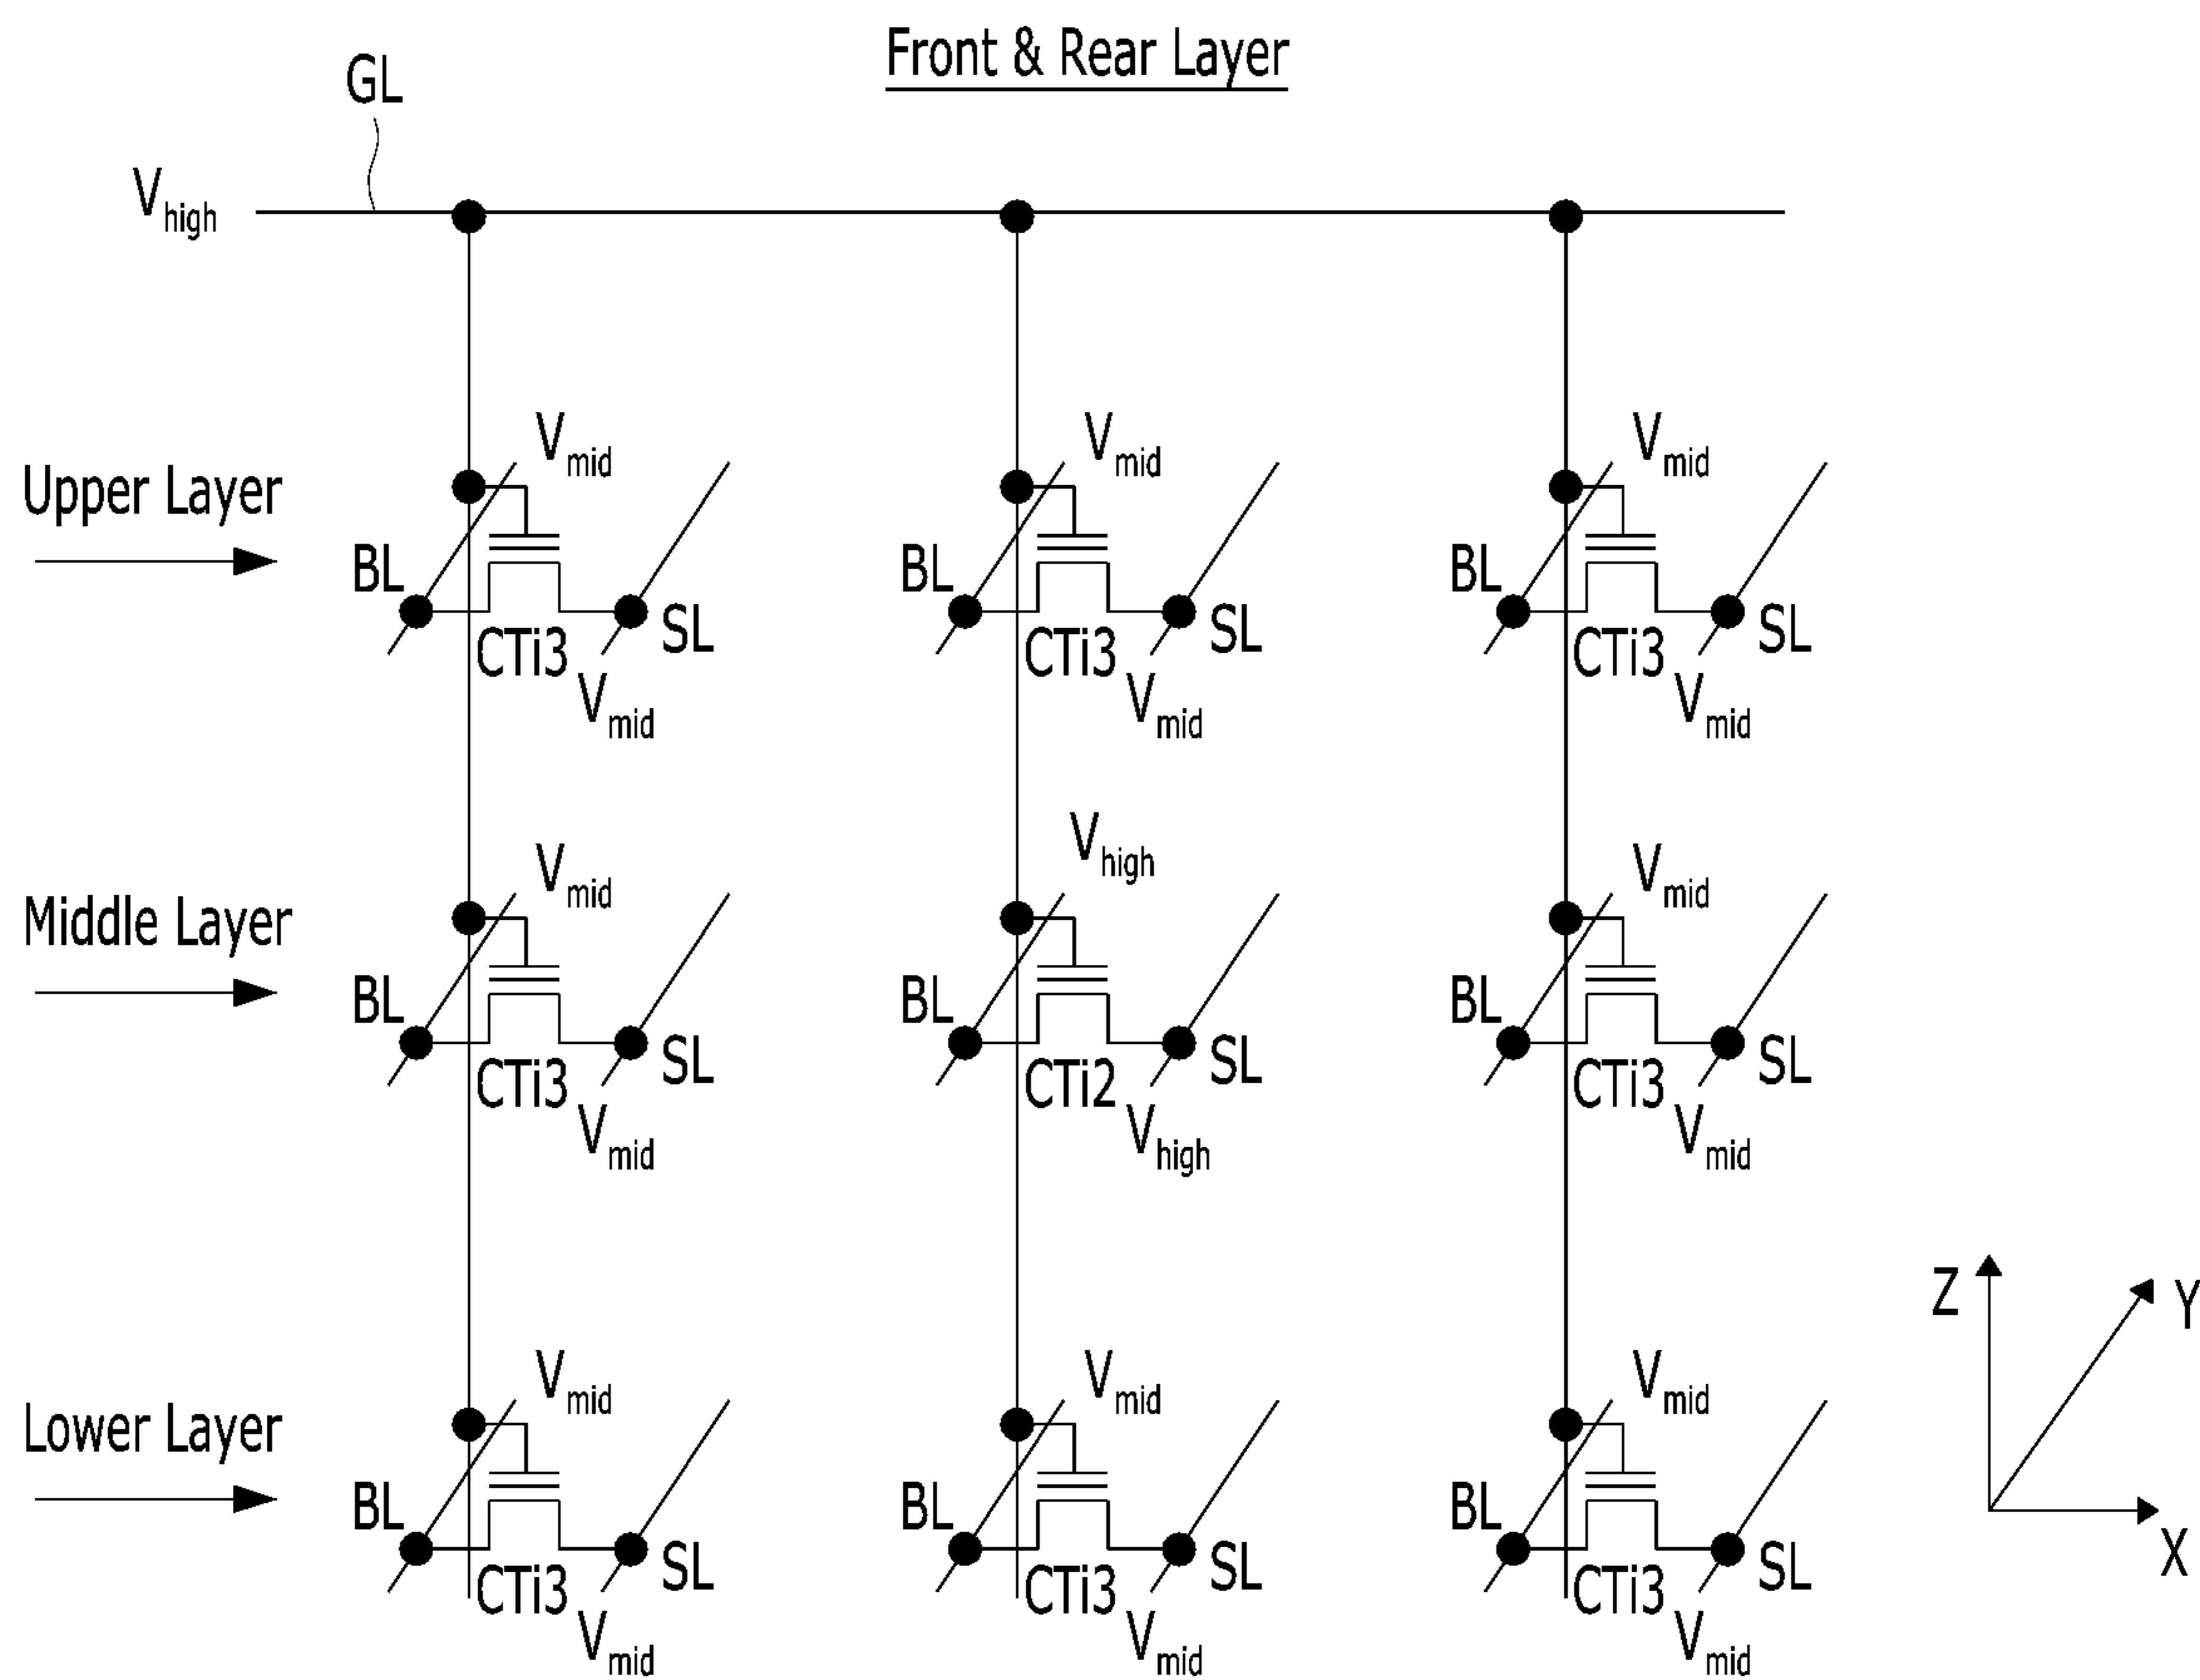 Front & Rear Layer
GL
Vhigh
Vmid Vmid Vmid
Upper Layer
BL BL BL
CTi3 SL CTi3 SL CTi3 SL
Vmid Vmid Vmid
Vmid Vhigh Vmid
Middle Layer
BL BL BL
CTi3 SL CTi2 SL CTi3 SL
Vmid Vhigh Vmid
Z Y
Vmid Vmid Vmid
Lower Layer
BL BL BL
X
CTi3 SL CTi3 SL CTi3 SL
Vmid Vmid Vmid